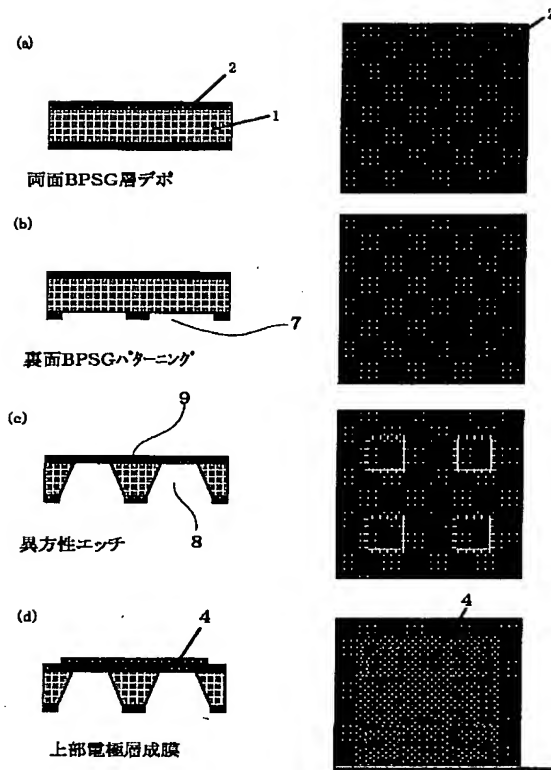 (a)
2
2
1
両面BPSG層デポ
(b)
7
裏面BPSGパターニング
(c)
9
8
異方性エッチ
(d)
4
4
上部電極層成膜